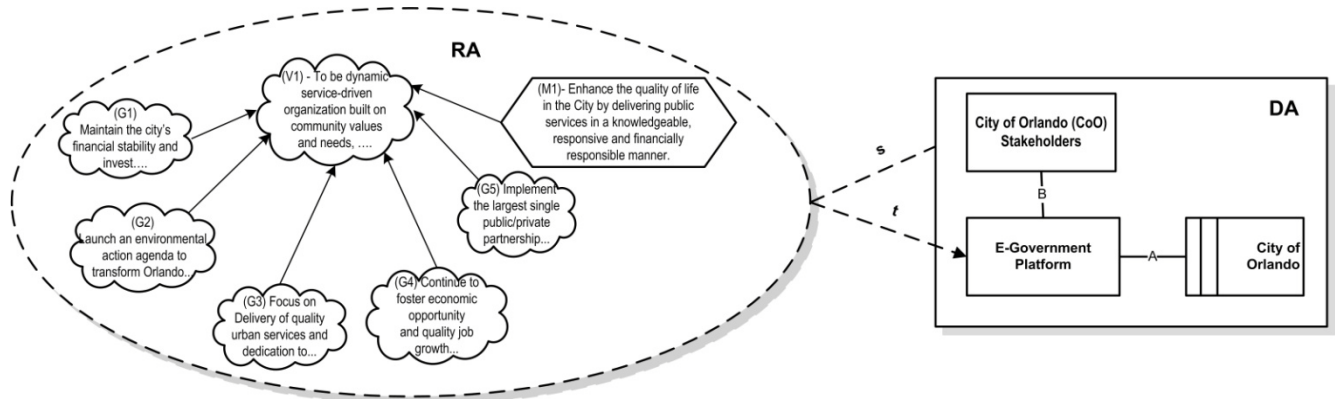 RA
(V1) - To be dynamic
service-driven
organization built on
community values
and needs, ….
(M1)- Enhance the quality of life
in the City by delivering public
services in a knowledgeable,
responsive and financially
responsible manner.
(G1)
Maintain the city's
financial stability and
invest….
(G2)
Launch an environmental
action agenda to
transform Orlando...
(G3) Focus on
Delivery of quality
urban services and
dedication to...
(G4) Continue to
foster economic
opportunity
and quality job
growth...
(G5) Implement
the largest single
public/private
partnership...
s
t
DA
City of Orlando (CoO)
Stakeholders
B
E-Government
Platform
A
City of
Orlando